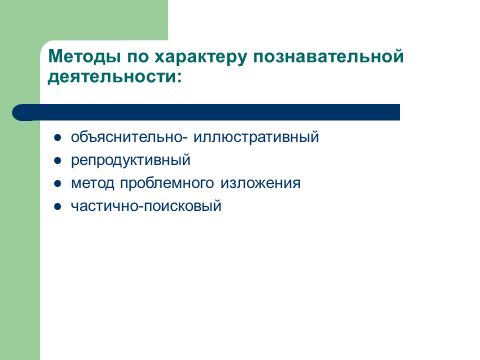 Методы по характеру познавательной
деятельности:
объяснительно- иллюстративный
репродуктивный
метод проблемного изложения
частично-поисковый